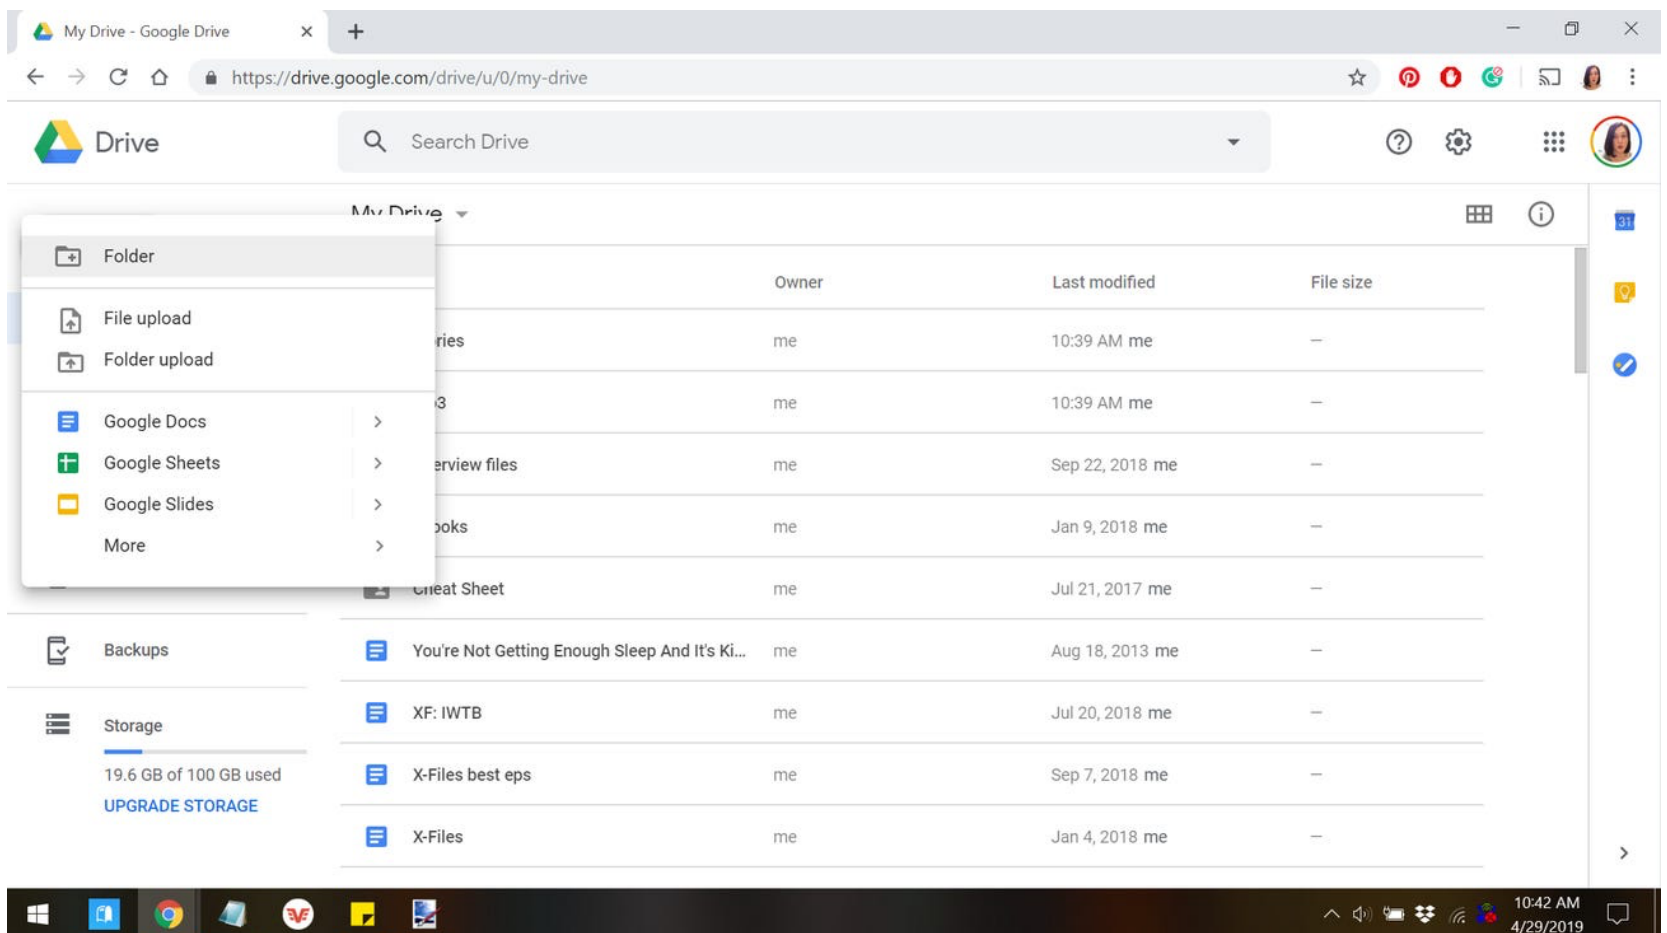 My Drive - Google Drive
https://drive.google.com/drive/u/0/my-drive
Drive
Search Drive
My Drive
31
Folder
File upload
Folder upload
Google Docs
Google Sheets
Google Slides
More
Backups
Storage
19.6 GB of 100 GB used
UPGRADE STORAGE
Owner Last modified File size
ries me 10:39 AM me –
3 me 10:39 AM me –
erview files me Sep 22, 2018 me –
ooks me Jan 9, 2018 me –
Cheat Sheet me Jul 21, 2017 me –
You're Not Getting Enough Sleep And It's Ki... me Aug 18, 2013 me –
XF: IWTB me Jul 20, 2018 me –
X-Files best eps me Sep 7, 2018 me –
X-Files me Jan 4, 2018 me –
10:42 AM
4/29/2019